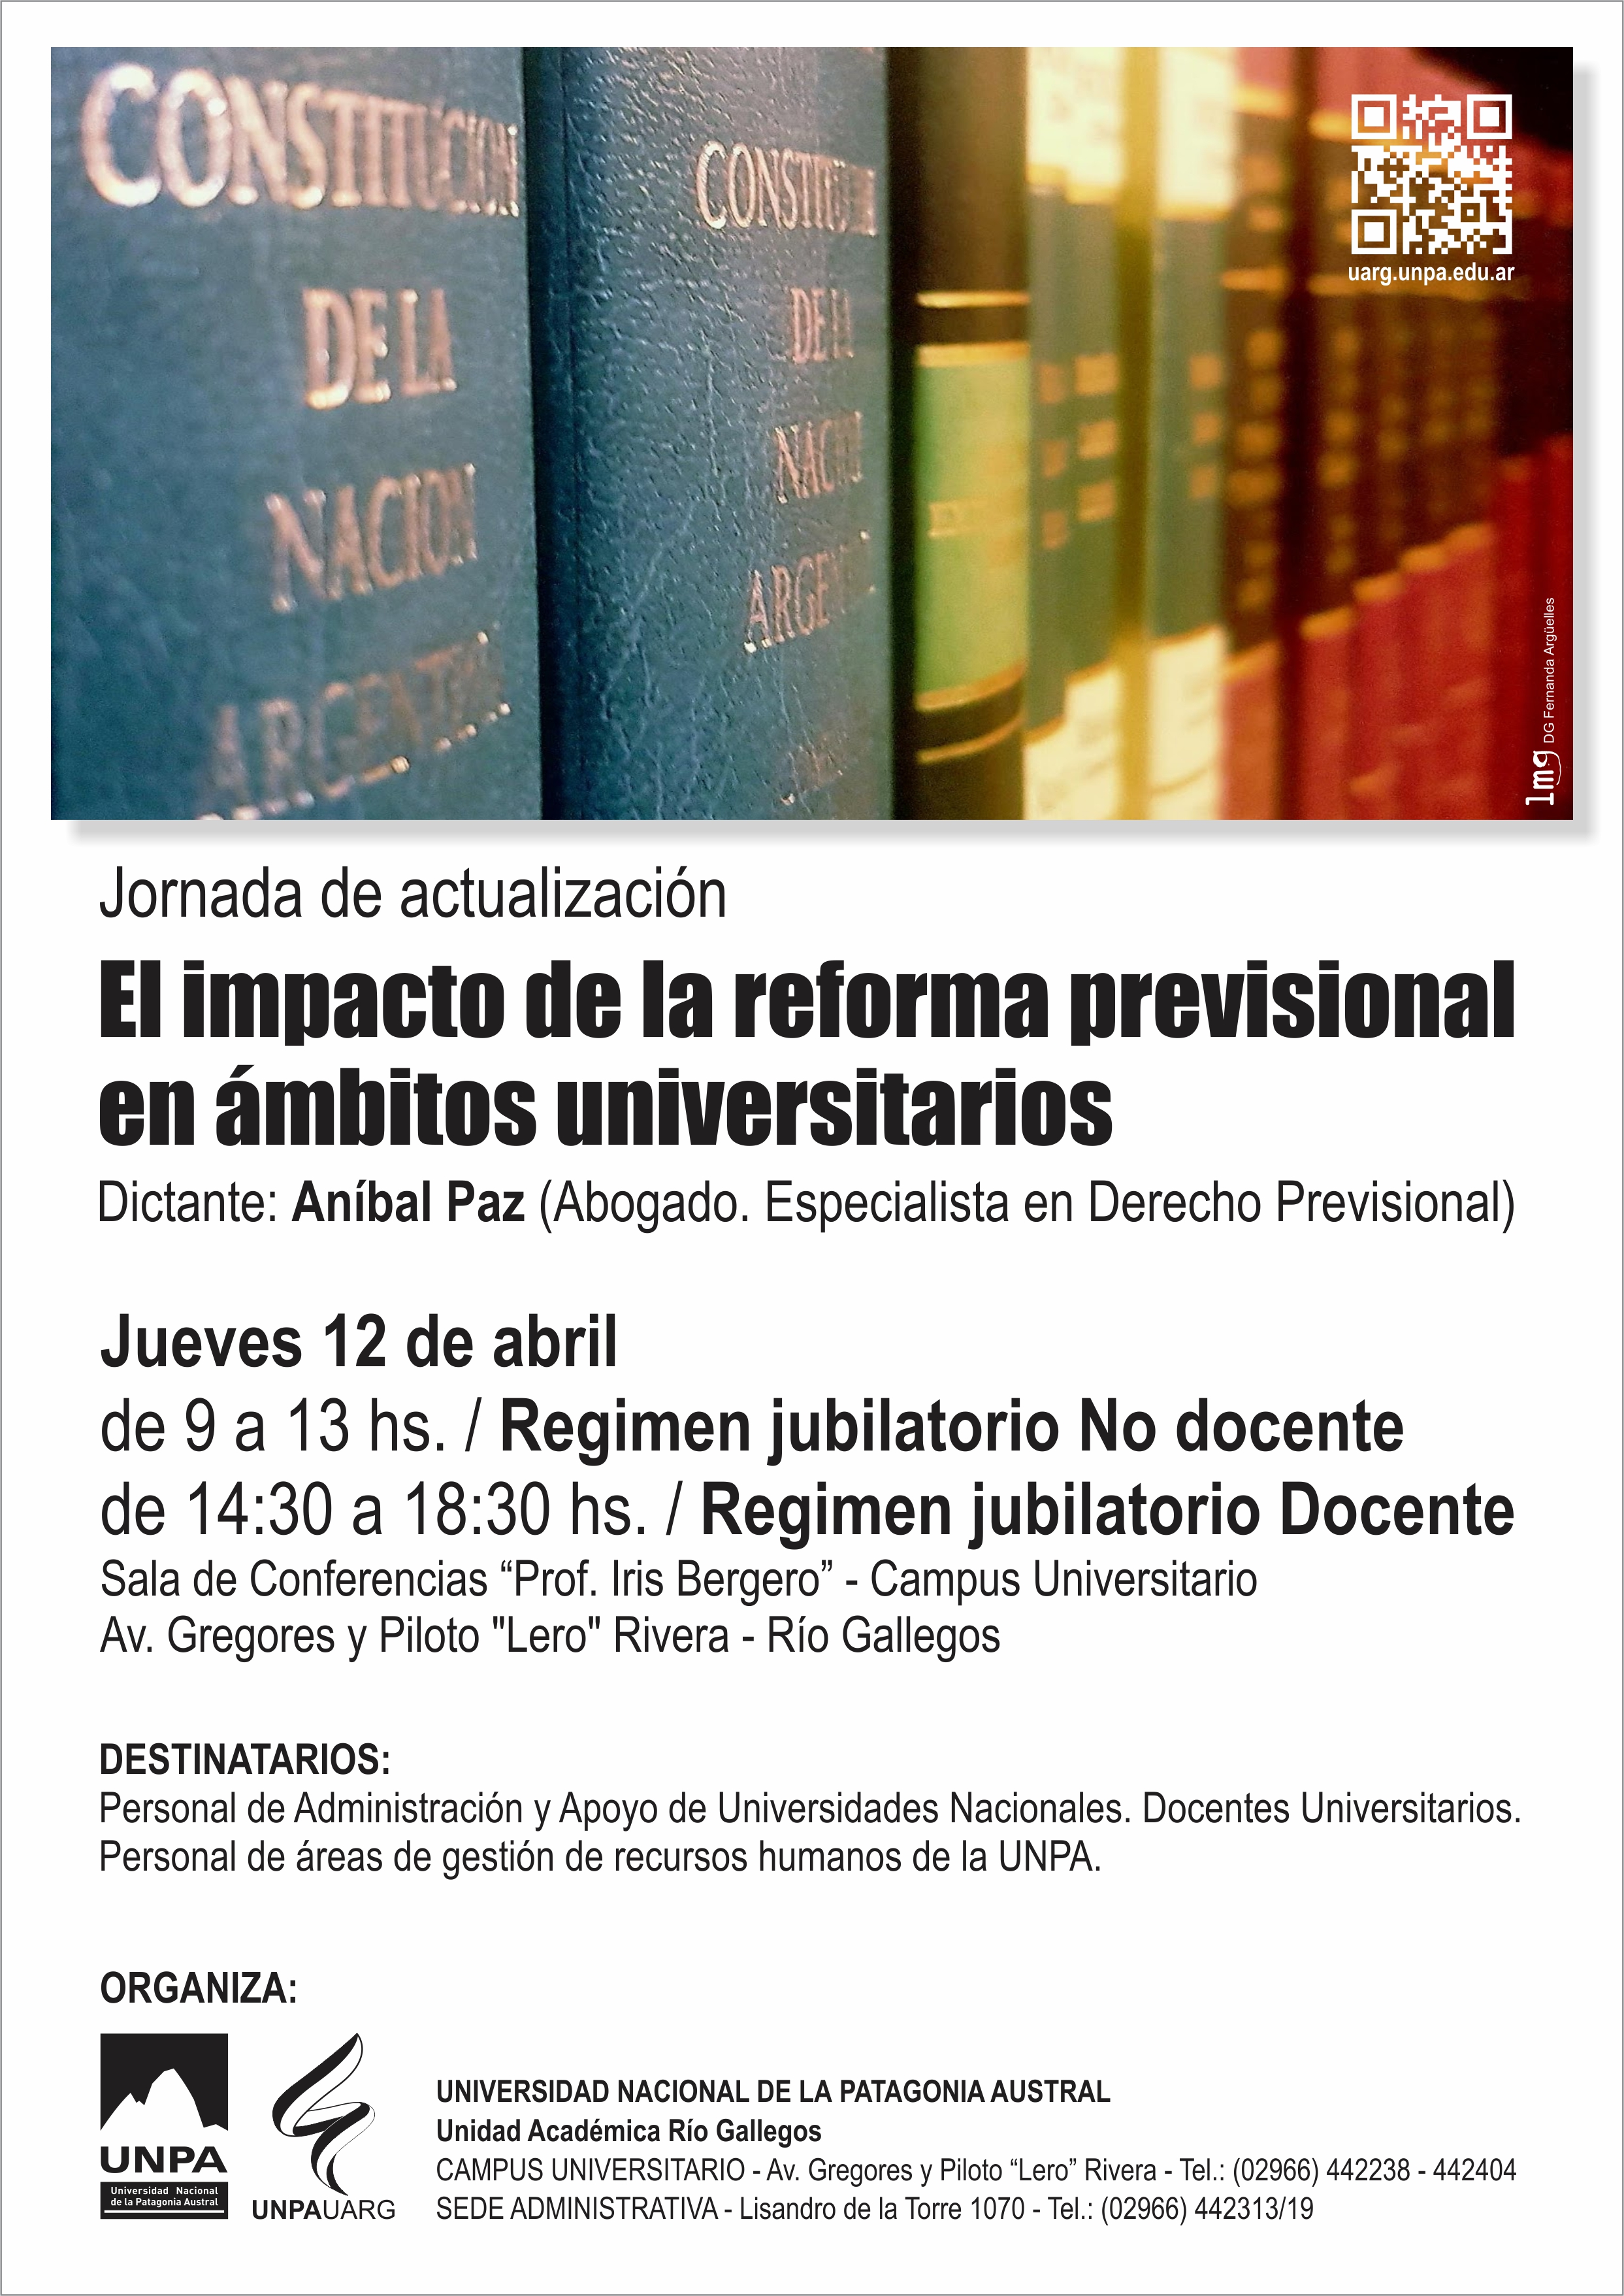 CONSTITUCION
DE LA
NACION
ARGENTINA
CONSTITUCION
DE LA
NACION
uarg.unpa.edu.ar
lmg DG Fernanda Argüelles
Jornada de actualización
El impacto de la reforma previsional
en ámbitos universitarios
Dictante: Aníbal Paz (Abogado. Especialista en Derecho Previsional)
Jueves 12 de abril
de 9 a 13 hs. / Regimen jubilatorio No docente
de 14:30 a 18:30 hs. / Regimen jubilatorio Docente
Sala de Conferencias “Prof. Iris Bergero” - Campus Universitario
Av. Gregores y Piloto "Lero" Rivera - Río Gallegos
DESTINATARIOS:
Personal de Administración y Apoyo de Universidades Nacionales. Docentes Universitarios.
Personal de áreas de gestión de recursos humanos de la UNPA.
ORGANIZA:
UNPA
Universidad Nacional
de la Patagonia Austral
UNPAUARG
UNIVERSIDAD NACIONAL DE LA PATAGONIA AUSTRAL
Unidad Académica Río Gallegos
CAMPUS UNIVERSITARIO - Av. Gregores y Piloto “Lero” Rivera - Tel.: (02966) 442238 - 442404
SEDE ADMINISTRATIVA - Lisandro de la Torre 1070 - Tel.: (02966) 442313/19